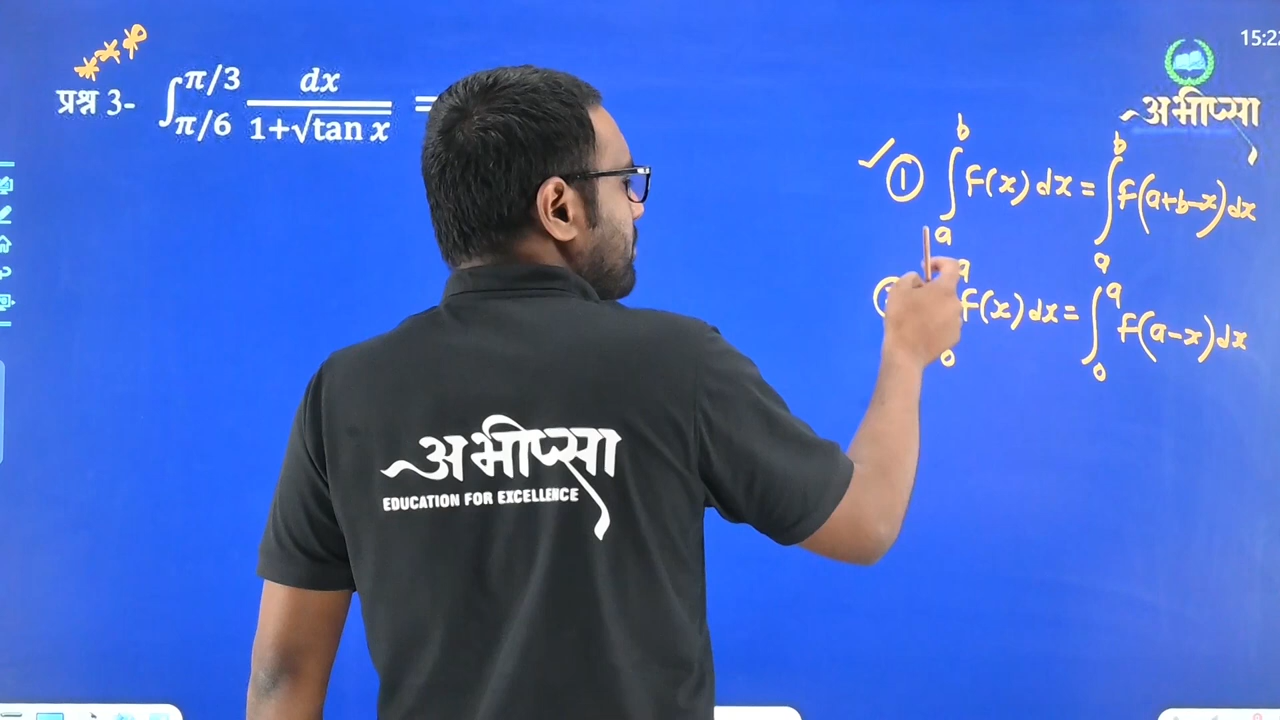 प्रश्न 3- ∫_{π/6}^{π/3} dx / (1+√tan x) =
15:22
अभीप्सा
① ∫_a^b f(x) dx = ∫_a^b f(a+b-x) dx
f(x) dx = ∫_0^a f(a-x) dx
अभीप्सा
EDUCATION FOR EXCELLENCE